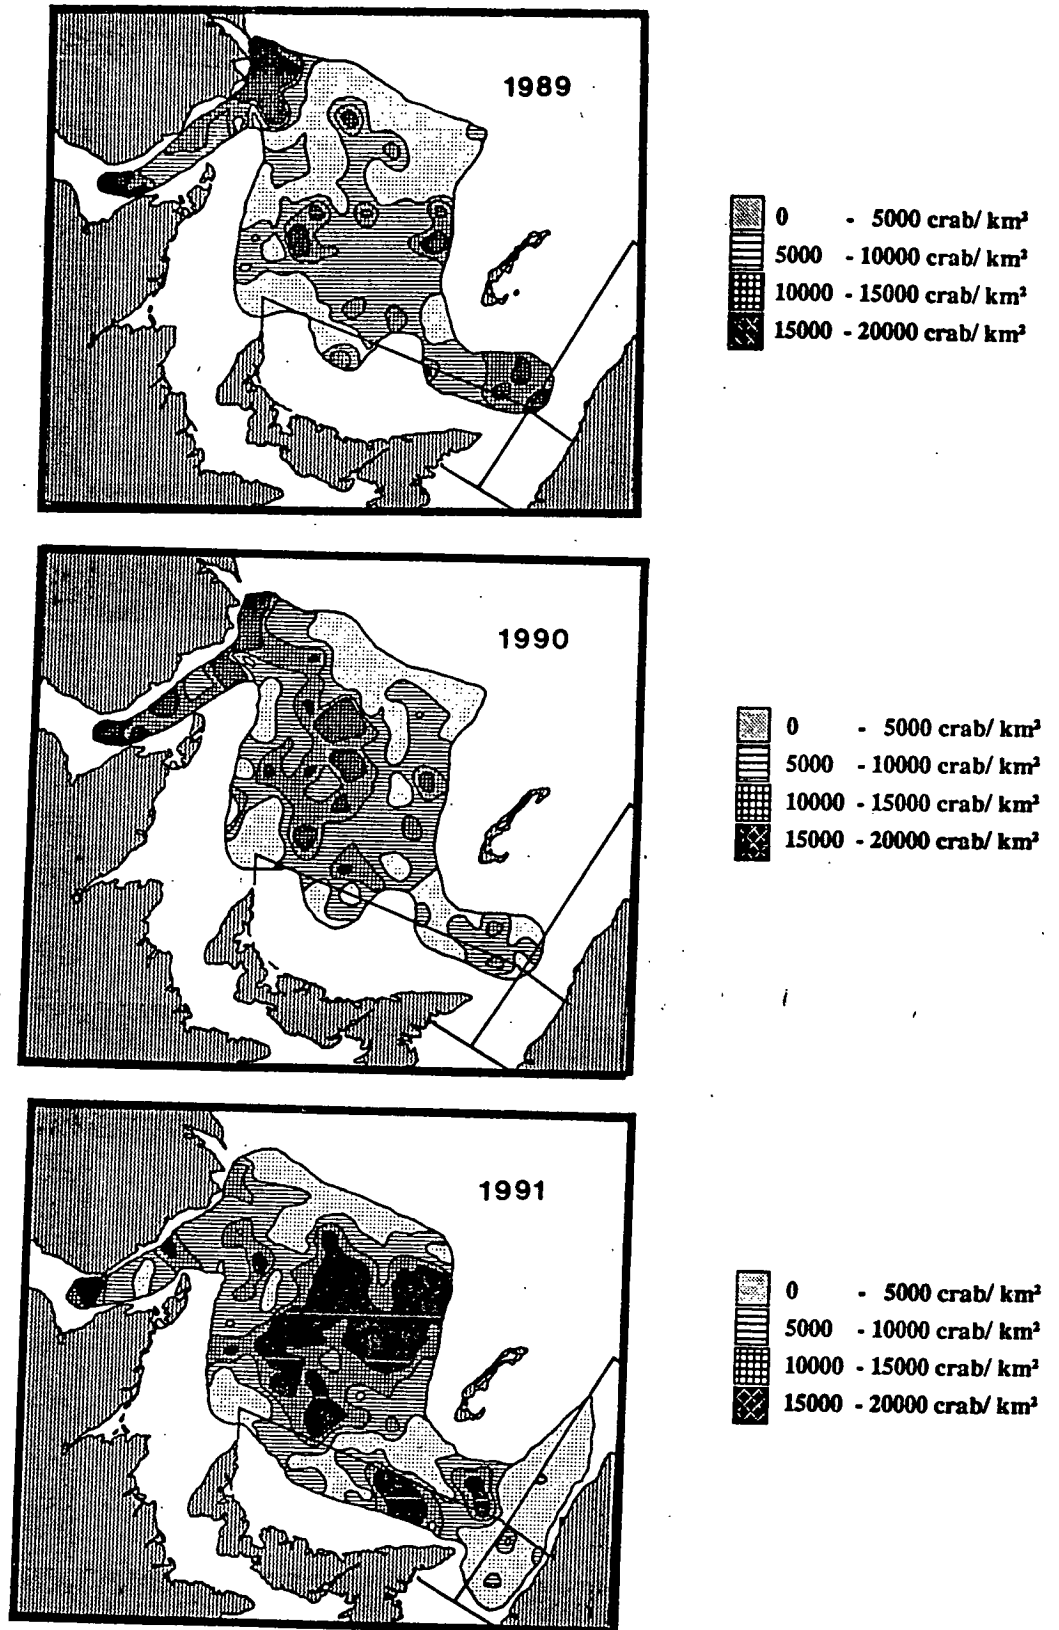 1989
0 - 5000 crab/ km²
5000 - 10000 crab/ km²
10000 - 15000 crab/ km²
15000 - 20000 crab/ km²
1990
0 - 5000 crab/ km²
5000 - 10000 crab/ km²
10000 - 15000 crab/ km²
15000 - 20000 crab/ km²
1991
0 - 5000 crab/ km²
5000 - 10000 crab/ km²
10000 - 15000 crab/ km²
15000 - 20000 crab/ km²